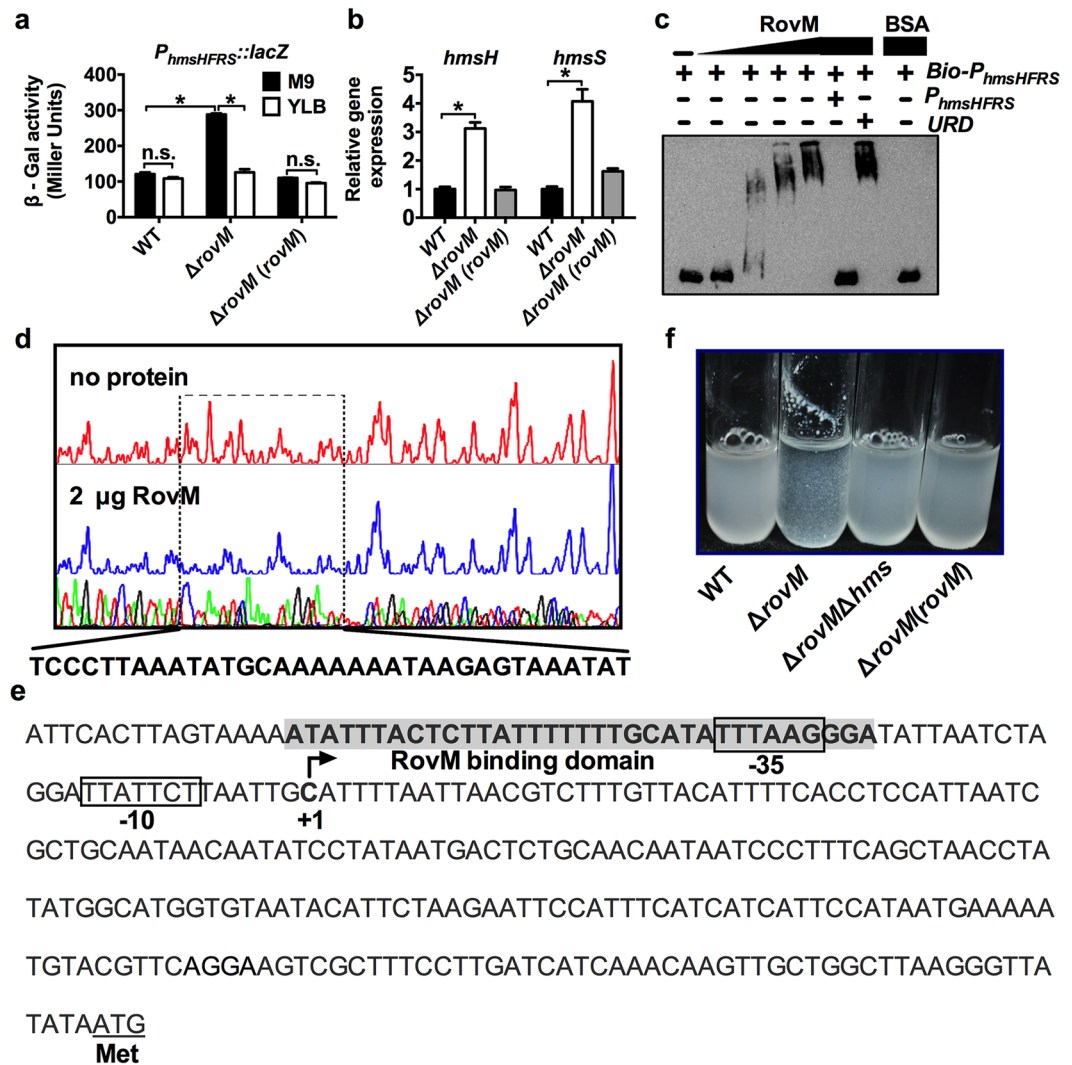 a
P_hmsHFRS::lacZ
β - Gal activity
(Miller Units)
400
300
200
100
0
M9
YLB
*
*
n.s.
n.s.
WT
ΔrovM
ΔrovM (rovM)
b
hmsH
hmsS
Relative gene
expression
5
4
3
2
1
0
*
*
WT
ΔrovM
ΔrovM (rovM)
WT
ΔrovM
ΔrovM (rovM)
c
RovM
BSA
−
+ + + + + + + + Bio-P_hmsHFRS
− − − − − + − − P_hmsHFRS
− − − − − − + − URD
d
no protein
2 μg RovM
TCCCTTAAATATGCAAAAAAATAAGAGTAAATAT
f
WT
ΔrovM
ΔrovMΔhms
ΔrovM(rovM)
e
ATTCACTTAGTAAAAATATTTACTCTTATTTTTTTGCATATTTAAGGGATATTAATCTA
RovM binding domain
-35
GGATTATTCTTAATTGCATTTTAATTAACGTCTTTGTTACATTTTCACCTCCATTAATC
-10
+1
GCTGCAATAACAATATCCTATAATGACTCTGCAACAATAATCCCTTTCAGCTAACCTA
TATGGCATGGTGTAATACATTCTAAGAATTCCATTTCATCATCATTCCATAATGAAAAA
TGTACGTTCAGGAAGTCGCTTTCCTTGATCATCAAACAAGTTGCTGGCTTAAGGGTTA
TATAATG
Met